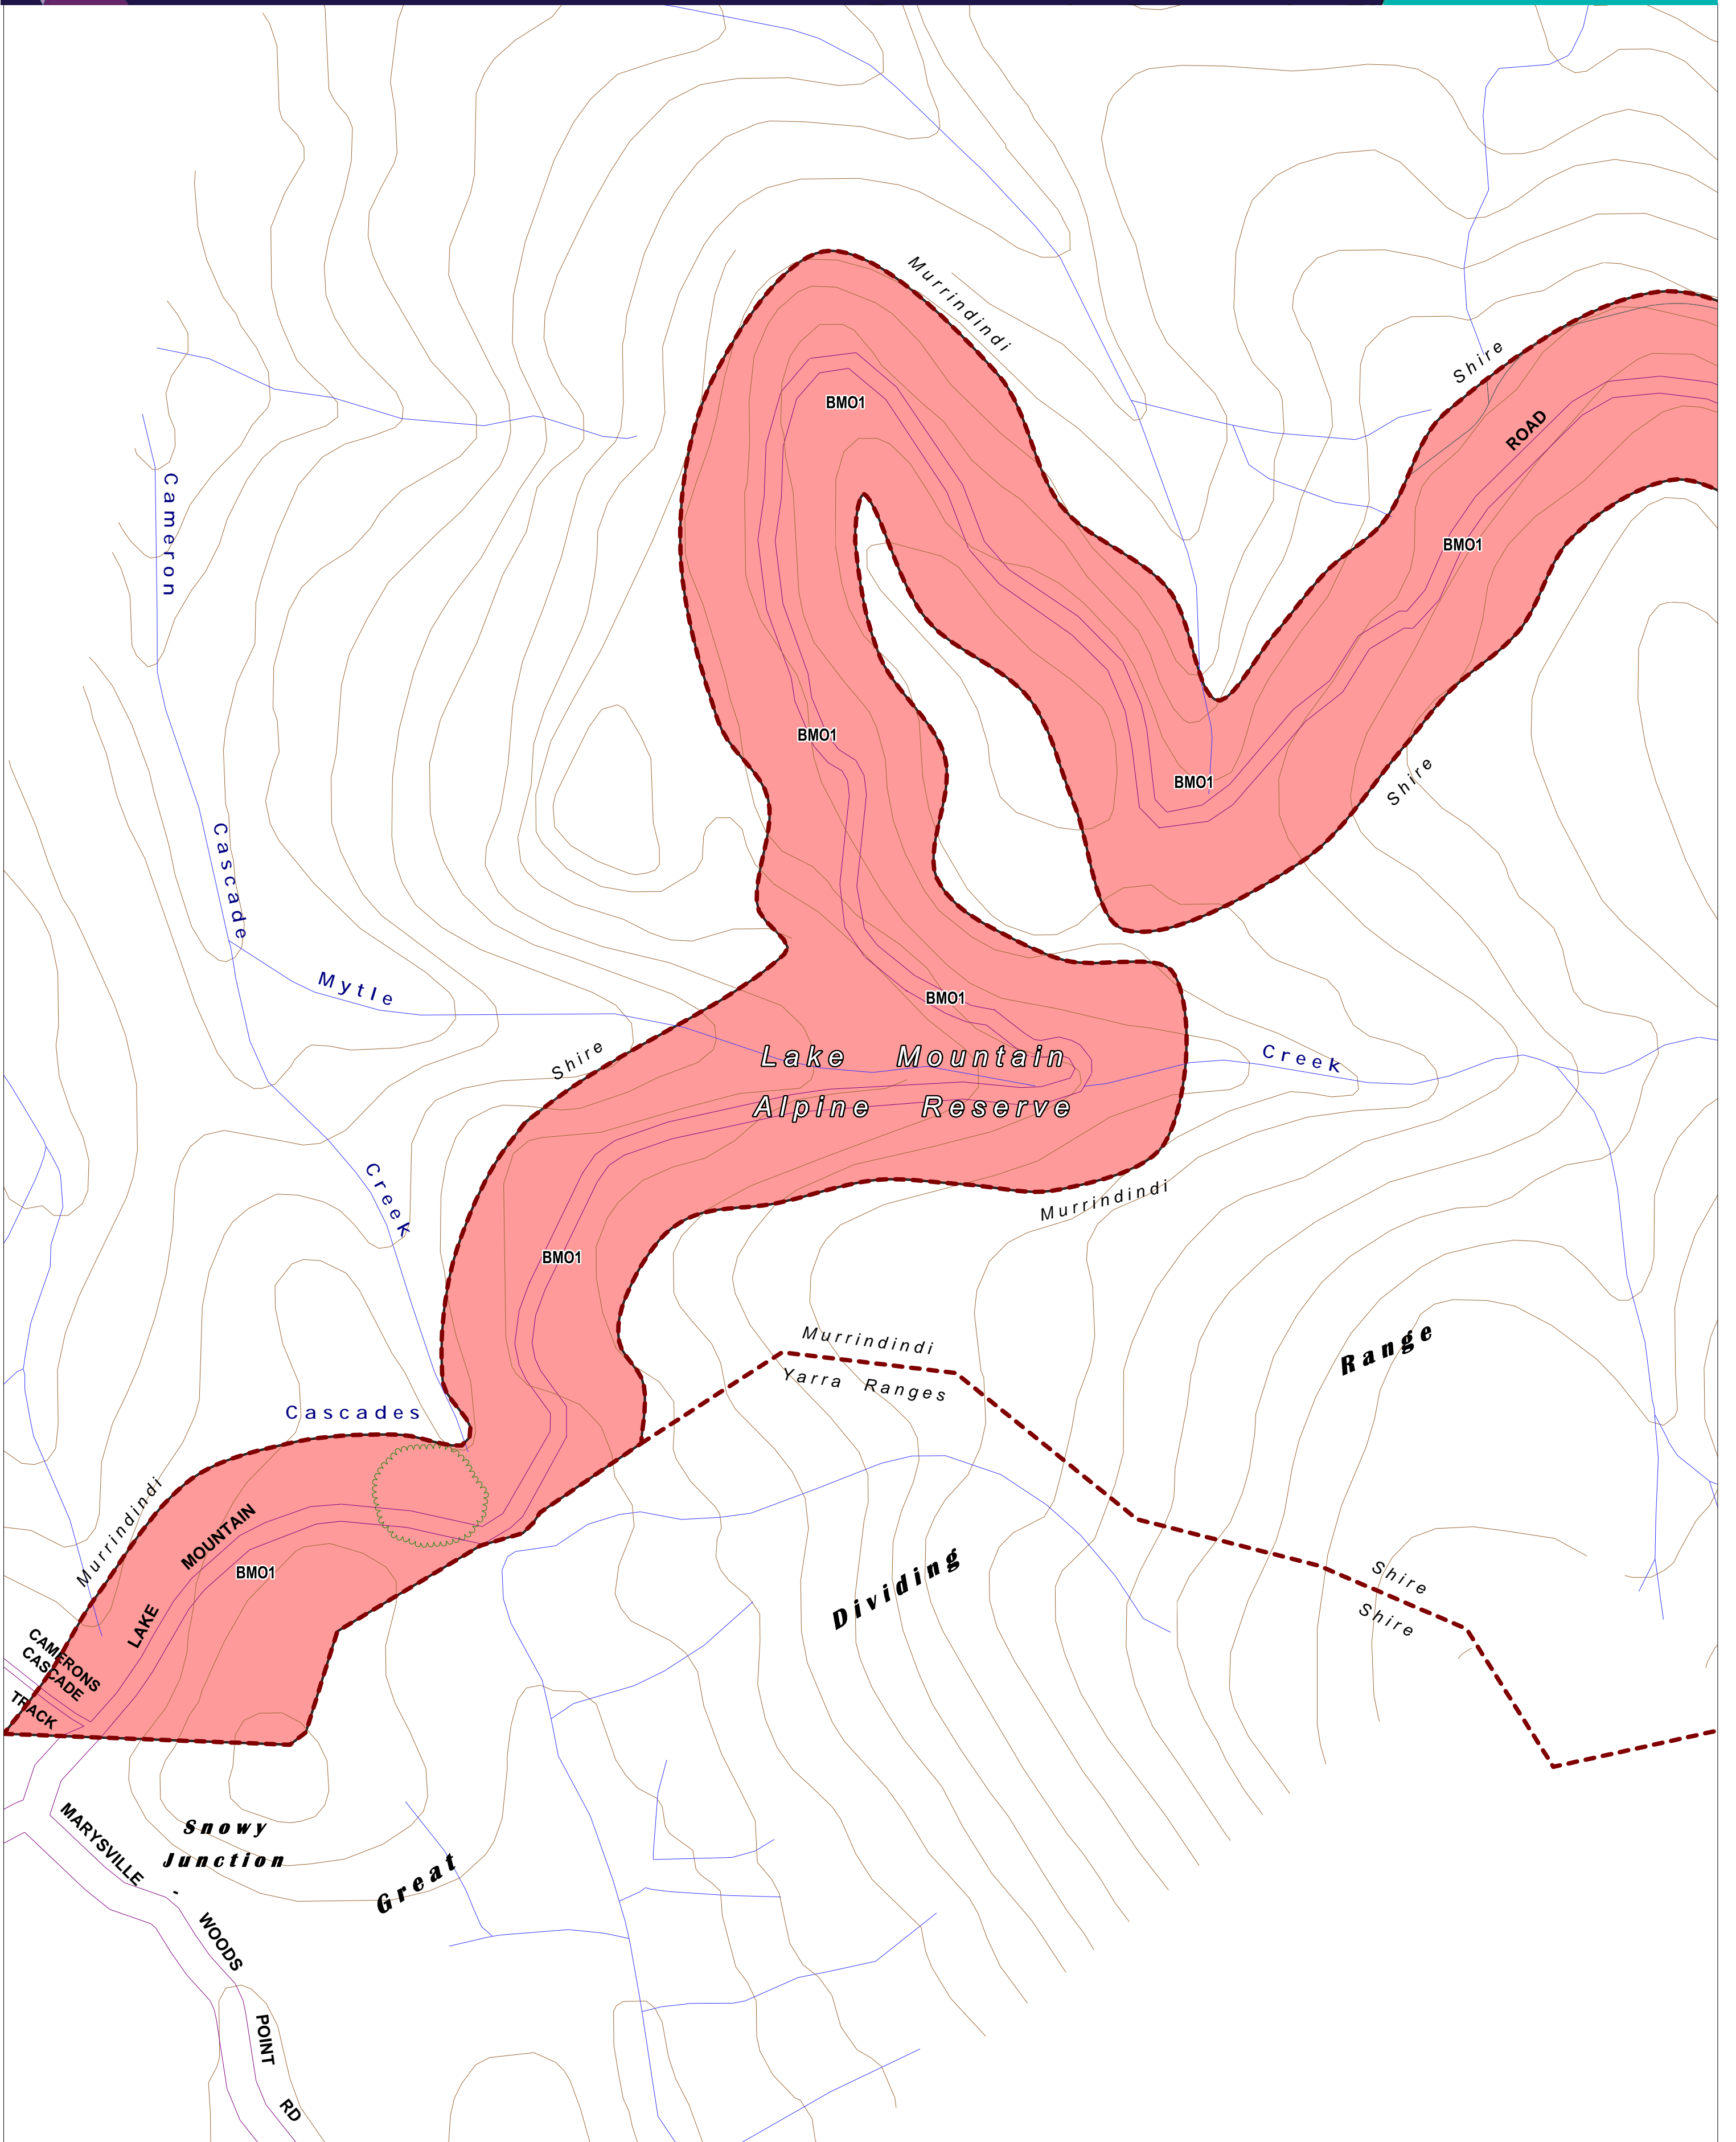 Murrindindi
Shire
BMO1
ROAD
Cameron
BMO1
BMO1
BMO1
Shire
Cascade
Mytle
BMO1
Shire
Lake Mountain
Creek
Alpine Reserve
Creek
Murrindindi
BMO1
Murrindindi
Range
Yarra Ranges
Cascades
Murrindindi
MOUNTAIN
Dividing
BMO1
Shire
LAKE
Shire
CAMERONS
CASCADE
TRACK
MARYSVILLE
Snowy
Junction
Great
-
WOODS
POINT
RD